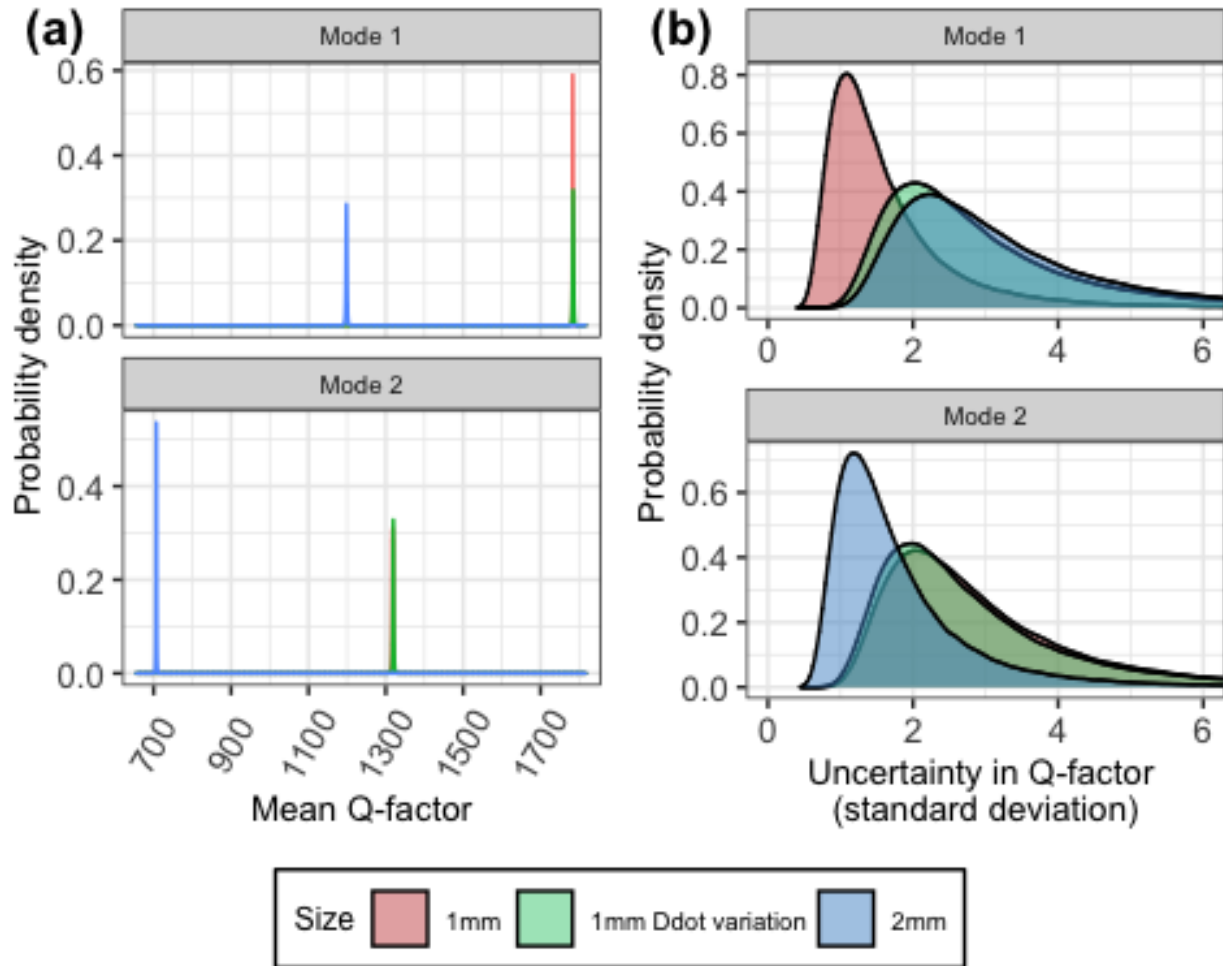 (a)
Mode 1
0.6
0.4
0.2
0.0
Mode 2
0.4
0.2
0.0
Probability density
700 900 1100 1300 1500 1700
Mean Q-factor
(b)
Mode 1
0.8
0.6
0.4
0.2
0.0
0 2 4 6
Mode 2
0.6
0.4
0.2
0.0
Probability density
0 2 4 6
Uncertainty in Q-factor
(standard deviation)
Size 1mm 1mm Ddot variation 2mm